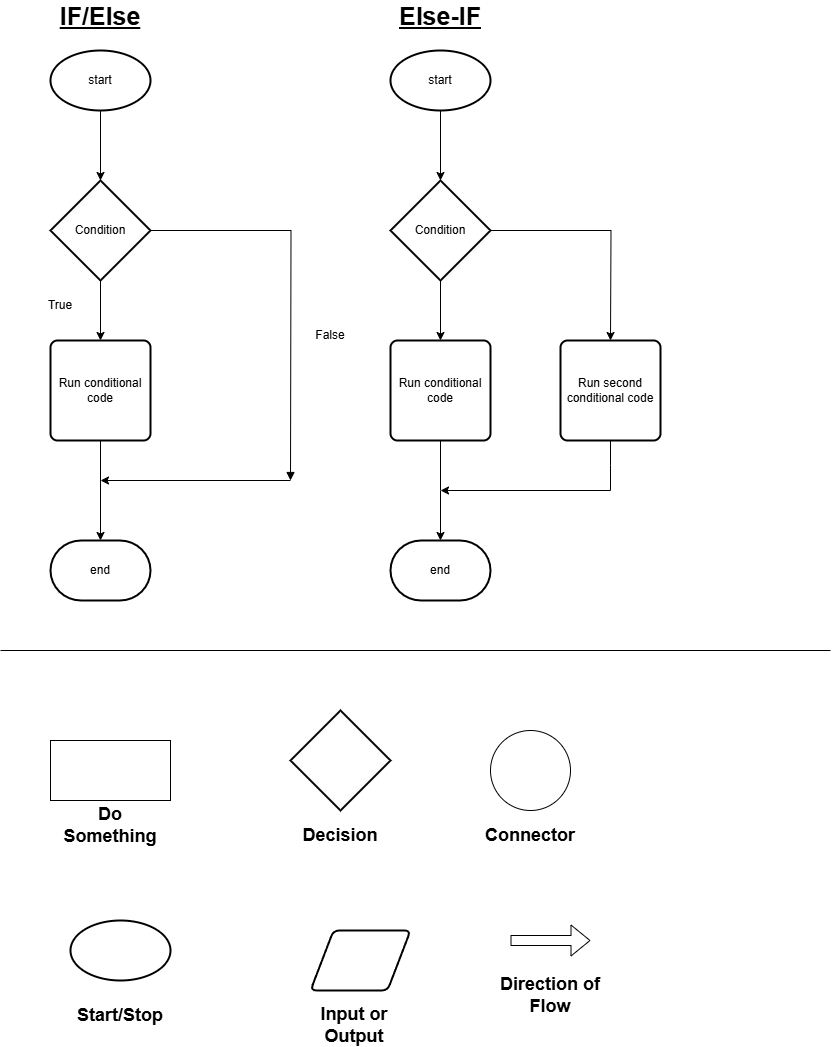 IF/Else
Else-IF
start
start
Condition
Condition
True
False
Run conditional
code
Run conditional
code
Run second
conditional code
end
end
Do
Something
Decision
Connector
Start/Stop
Input or
Output
Direction of
Flow